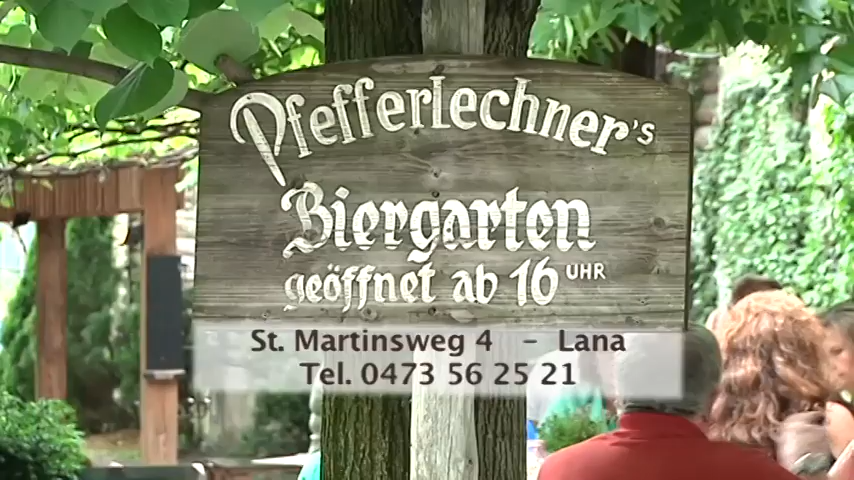 Pfefferlechner's
Biergarten
geöffnet ab 16 UHR
St. Martinsweg 4 - Lana
Tel. 0473 56 25 21